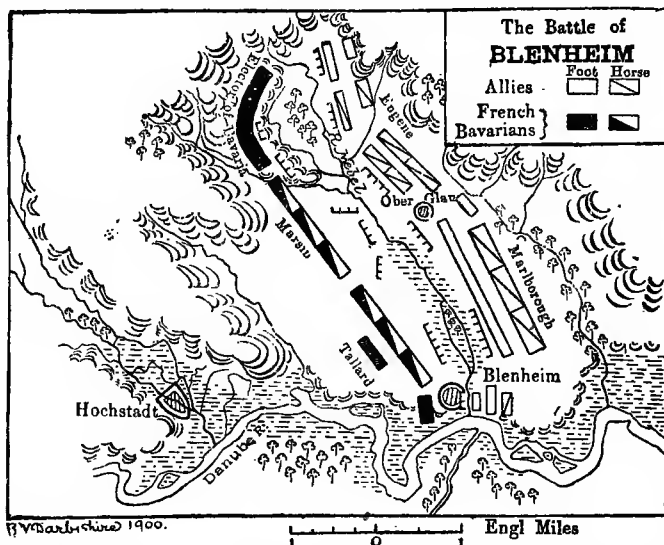 The Battle of
BLENHEIM
Foot Horse
Allies
French
Bavarians
Elector of Bavaria
Eugene
R. Nebel
Ober Glau
Marsin
Marlborough
Tallard
Blenheim
Hochstadt
Danube R.
B.V. Darbishire 1900.
1 0 1 Engl Miles